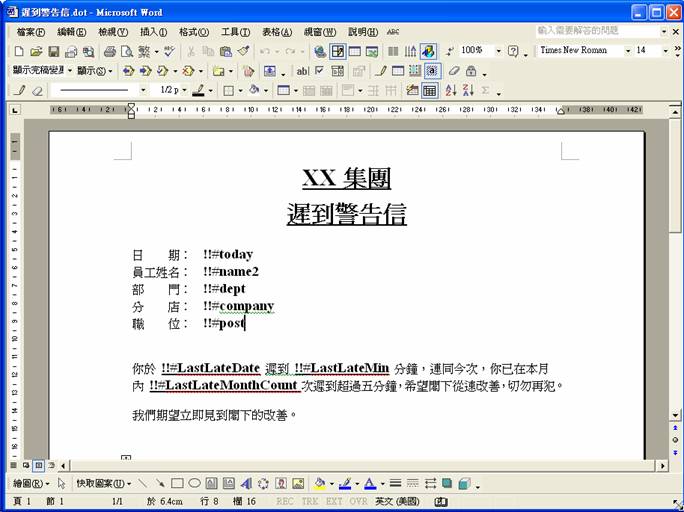 遲到警告信.dot - Microsoft Word
檔案(F) 編輯(E) 檢視(V) 插入(I) 格式(O) 工具(T) 表格(A) 視窗(W) 說明(H) ABC 輸入需要解答的問題
100% Times New Roman 14
顯示完稿變更 顯示(S) ab|
1/2 p
XX 集團
遲到警告信
日 期： !!#today
員工姓名： !!#name2
部 門： !!#dept
分 店： !!#company
職 位： !!#post
你於 !!#LastLateDate 遲到 !!#LastLateMin 分鐘，連同今次，你已在本月
內 !!#LastLateMonthCount 次遲到超過五分鐘，希望閣下從速改善，切勿再犯。
我們期望立即見到閣下的改善。
繪圖(R) 快取圖案(U)
頁 1 節 1 1/1 於 6.4cm 行 8 欄 16 REC TRK EXT OVR 英文 (美國)